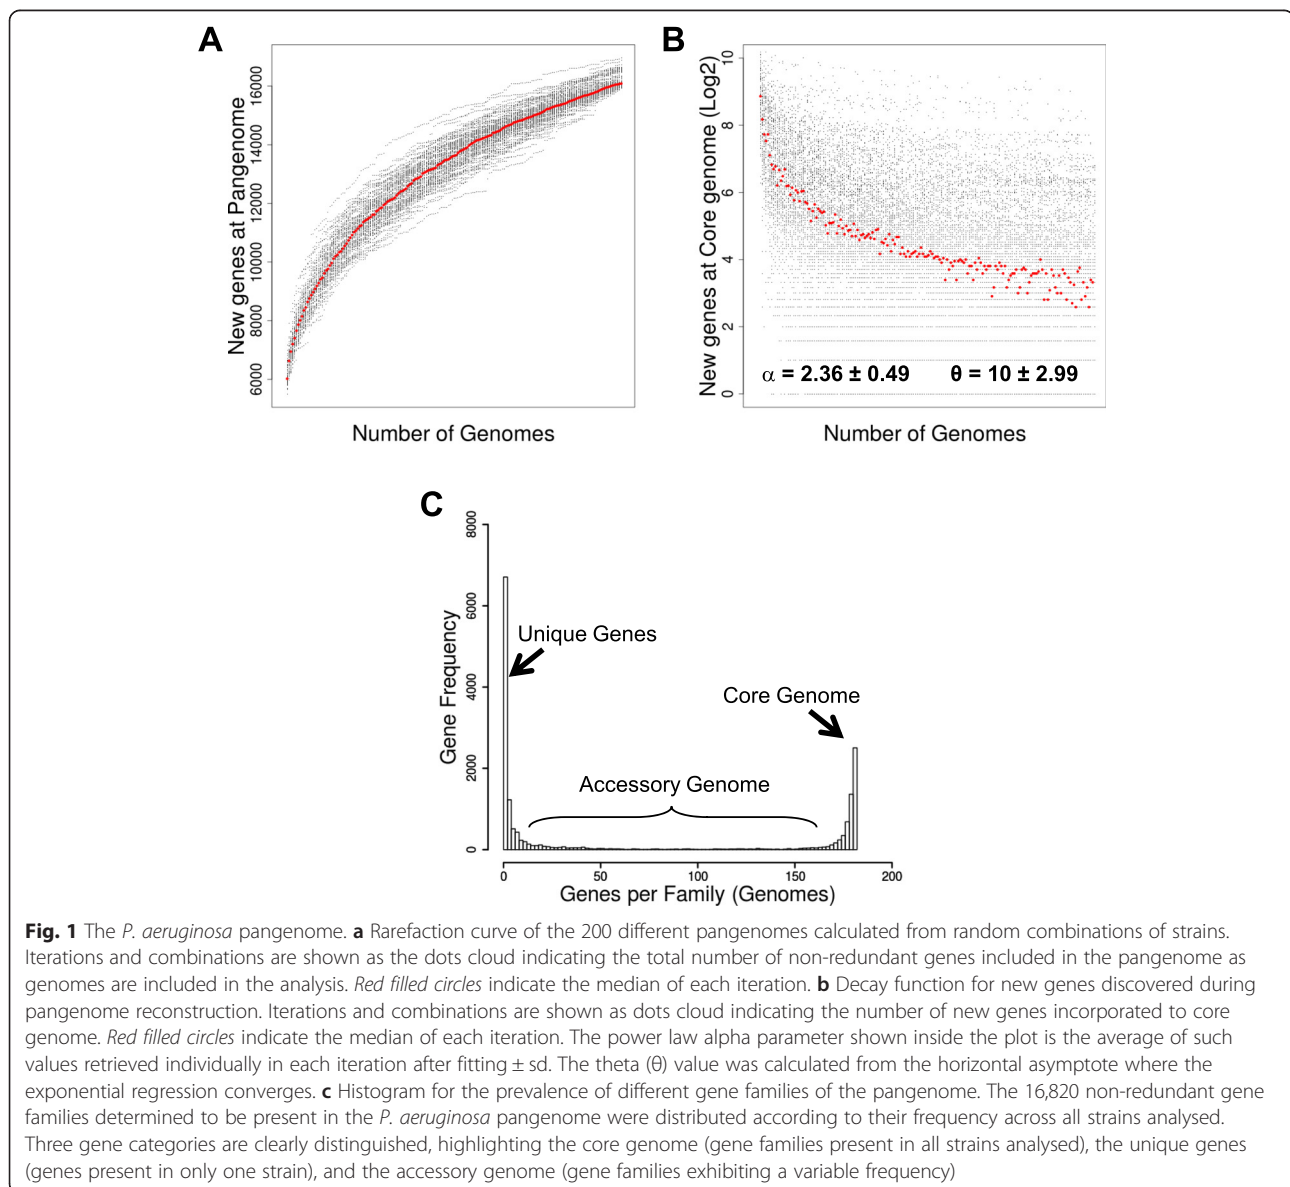 A
B
New genes at Pangenome
6000
8000
10000
12000
14000
16000
Number of Genomes
New genes at Core genome (Log2)
0
2
4
6
8
10
α = 2.36 ± 0.49
θ = 10 ± 2.99
Number of Genomes
C
Gene Frequency
0
2000
4000
6000
8000
Unique Genes
Core Genome
Accessory Genome
0
50
100
150
200
Genes per Family (Genomes)
Fig. 1 The P. aeruginosa pangenome. a Rarefaction curve of the 200 different pangenomes calculated from random combinations of strains.
Iterations and combinations are shown as the dots cloud indicating the total number of non-redundant genes included in the pangenome as
genomes are included in the analysis. Red filled circles indicate the median of each iteration. b Decay function for new genes discovered during
pangenome reconstruction. Iterations and combinations are shown as dots cloud indicating the number of new genes incorporated to core
genome. Red filled circles indicate the median of each iteration. The power law alpha parameter shown inside the plot is the average of such
values retrieved individually in each iteration after fitting ± sd. The theta (θ) value was calculated from the horizontal asymptote where the
exponential regression converges. c Histogram for the prevalence of different gene families of the pangenome. The 16,820 non-redundant gene
families determined to be present in the P. aeruginosa pangenome were distributed according to their frequency across all strains analysed.
Three gene categories are clearly distinguished, highlighting the core genome (gene families present in all strains analysed), the unique genes
(genes present in only one strain), and the accessory genome (gene families exhibiting a variable frequency)